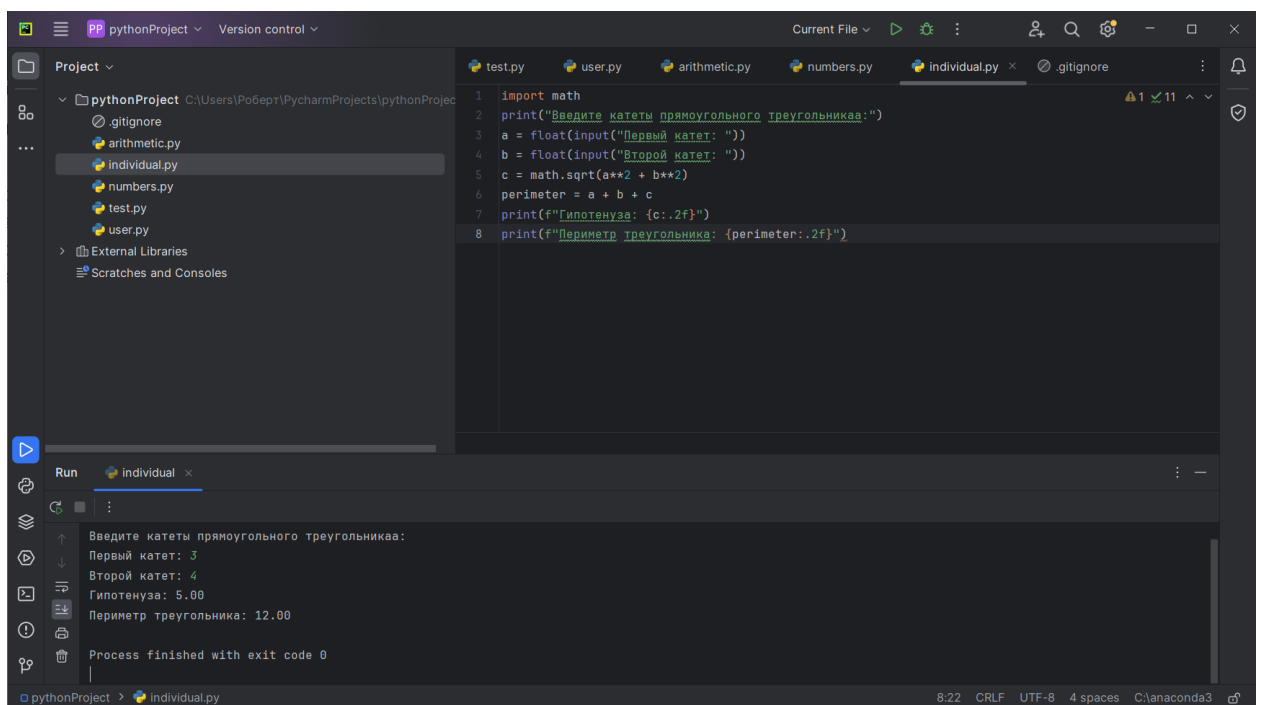 PC PP pythonProject Version control Current File
Project
test.py user.py arithmetic.py numbers.py individual.py .gitignore
pythonProject C:\Users\Роберт\PycharmProjects\pythonProjec
.gitignore
arithmetic.py
individual.py
numbers.py
test.py
user.py
External Libraries
Scratches and Consoles
1 import math
2 print("Введите катеты прямоугольного треугольникаа:")
3 a = float(input("Первый катет: "))
4 b = float(input("Второй катет: "))
5 c = math.sqrt(a**2 + b**2)
6 perimeter = a + b + c
7 print(f"Гипотенуза: {c:.2f}")
8 print(f"Периметр треугольника: {perimeter:.2f}")
1 11
Run individual
Введите катеты прямоугольного треугольникаа:
Первый катет: 3
Второй катет: 4
Гипотенуза: 5.00
Периметр треугольника: 12.00
Process finished with exit code 0
pythonProject > individual.py 8:22 CRLF UTF-8 4 spaces C:\anaconda3